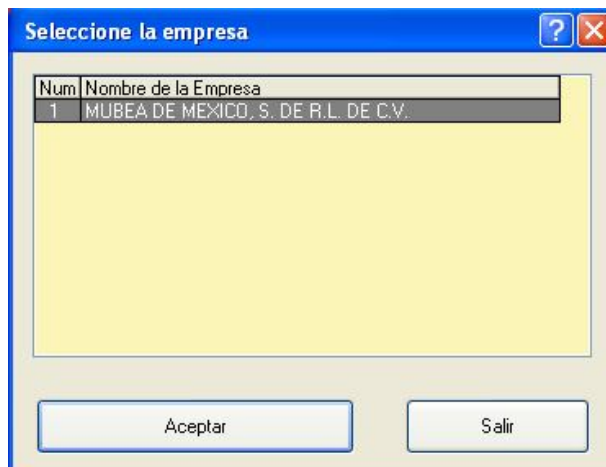 Seleccione la empresa
Num Nombre de la Empresa
1 MUBEA DE MEXICO, S. DE R.L. DE C.V.
Aceptar Salir